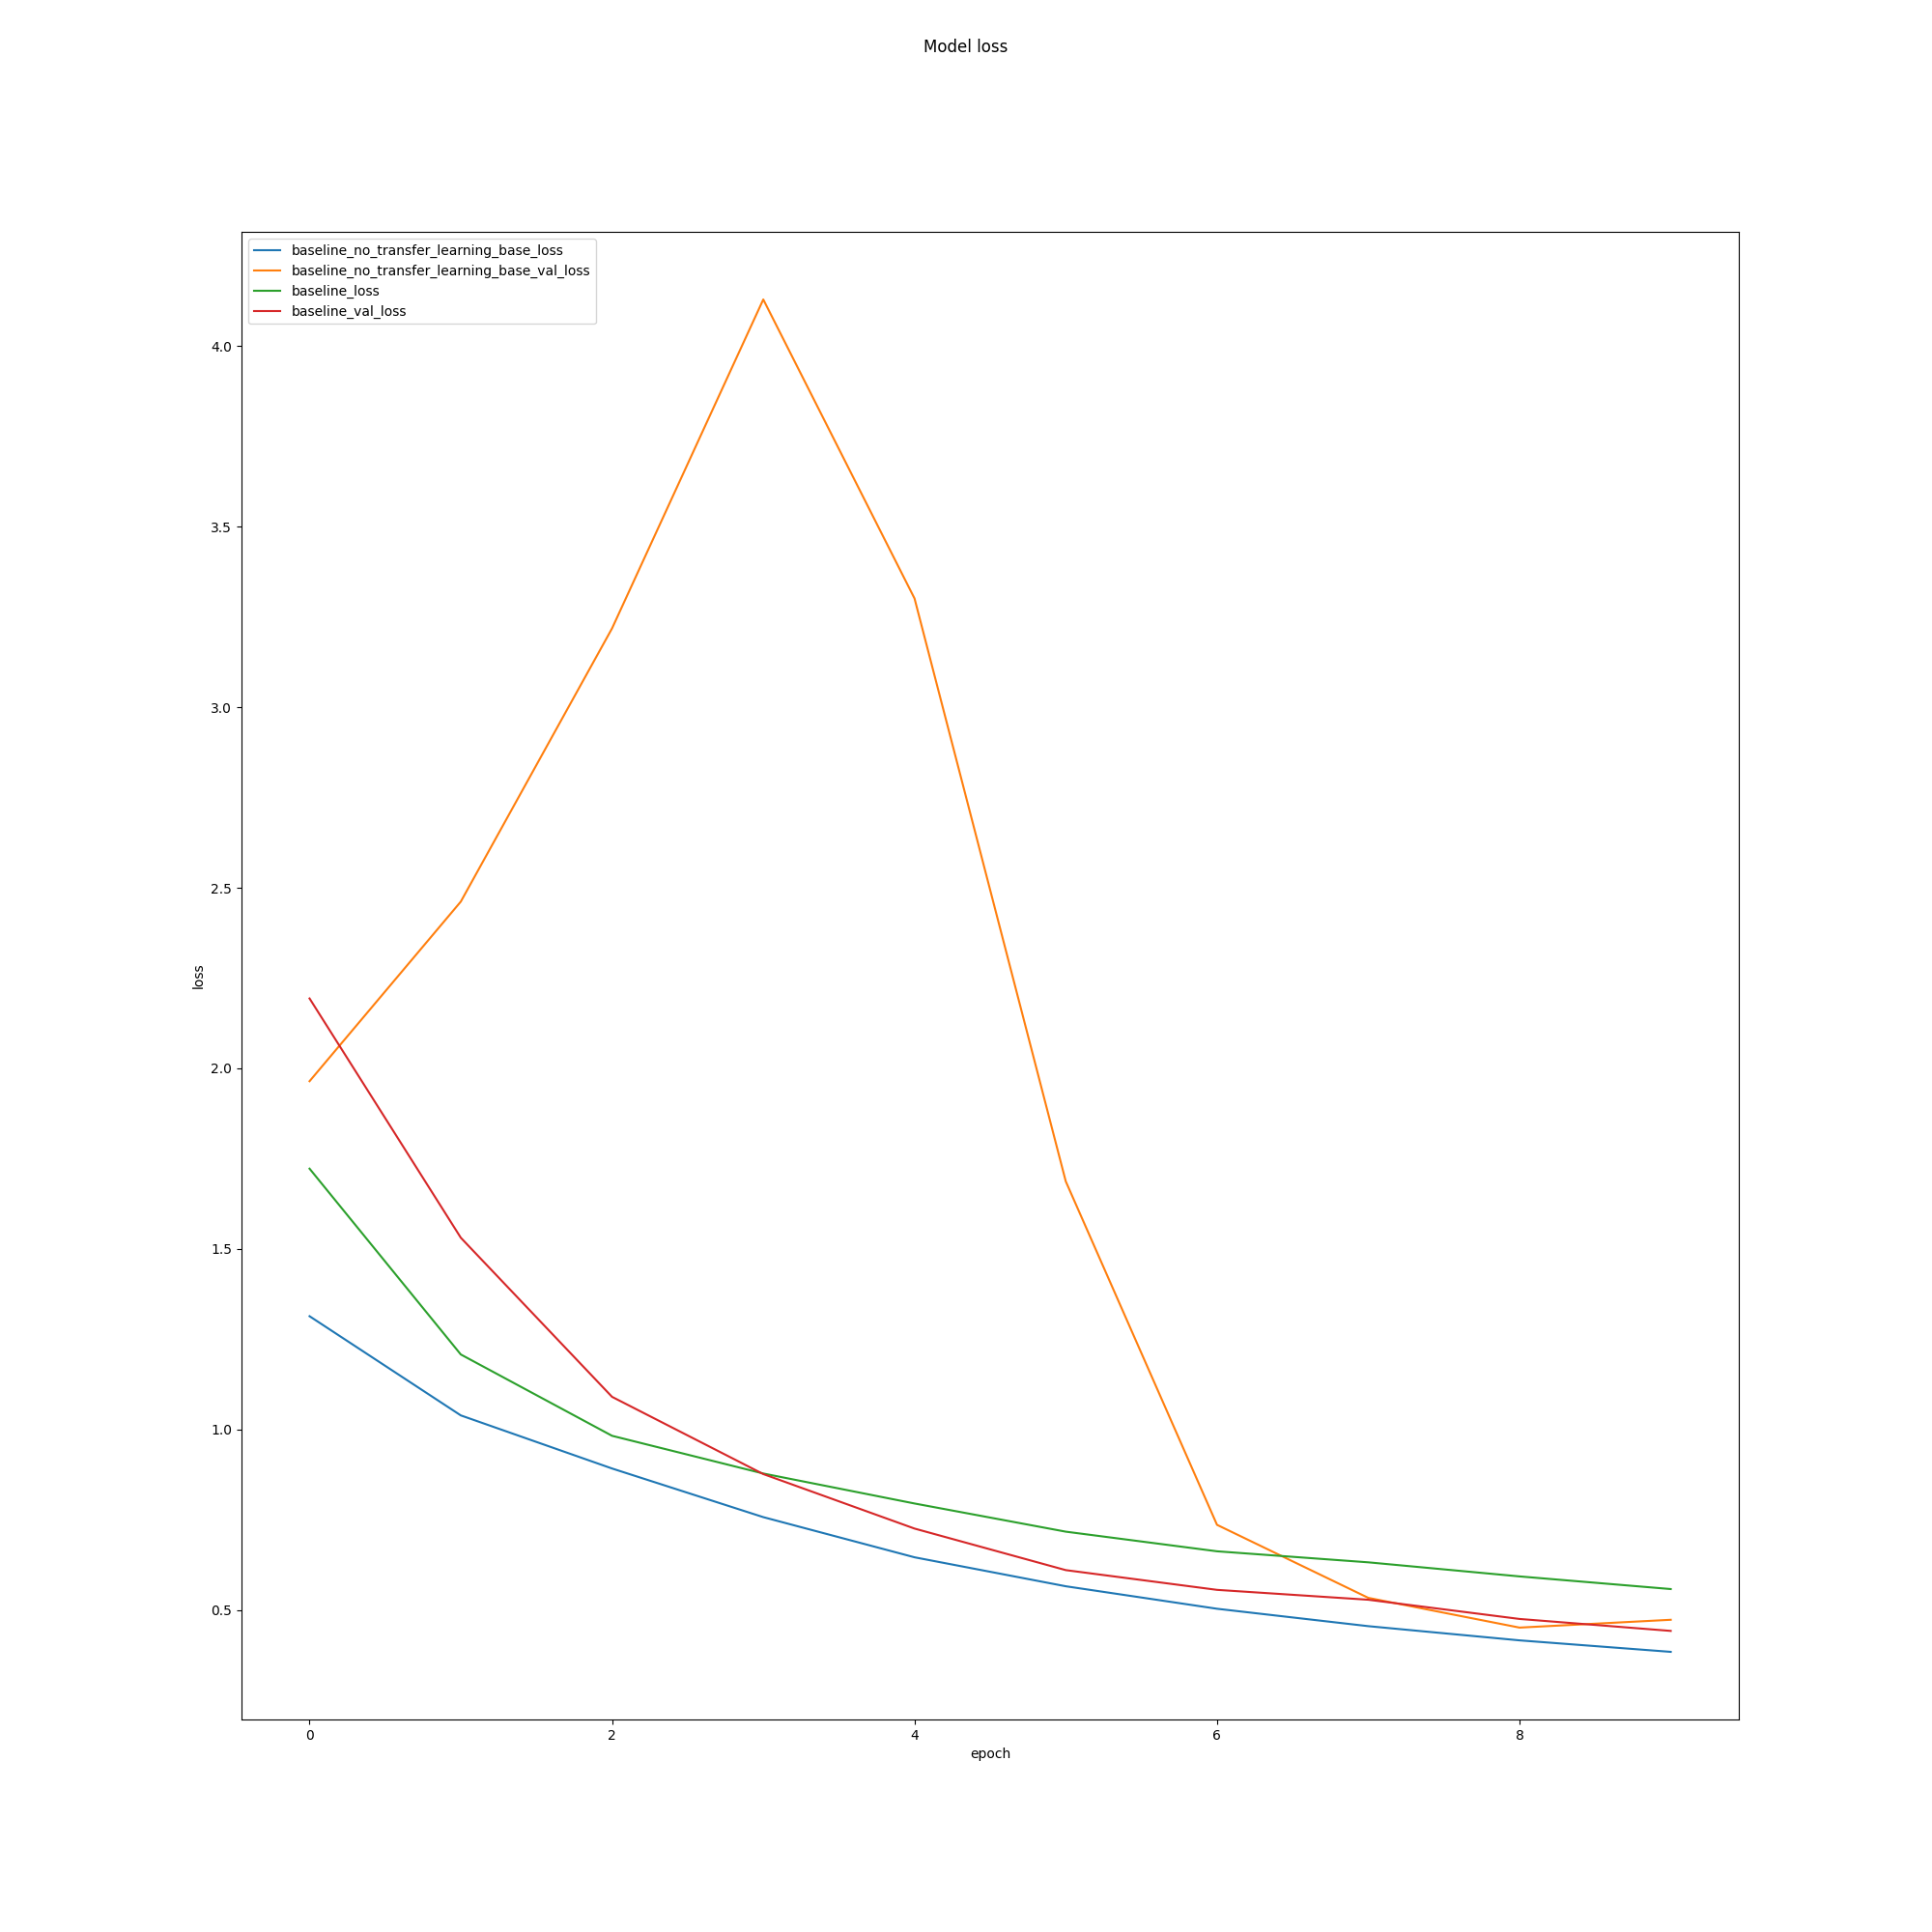 Model loss
baseline_no_transfer_learning_base_loss
baseline_no_transfer_learning_base_val_loss
baseline_loss
baseline_val_loss
4.0
3.5
3.0
2.5
2.0
1.5
1.0
0.5
loss
0 2 4 6 8
epoch